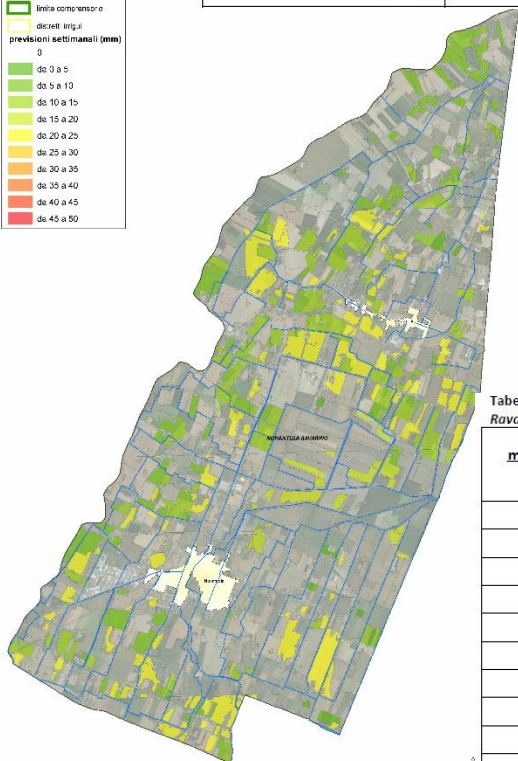 limite comprensorio
distretti irrigui
previsioni settimanali (mm)
0
da 0 a 5
da 5 a 10
da 10 a 15
da 15 a 20
da 20 a 25
da 25 a 30
da 30 a 35
da 35 a 40
da 40 a 45
da 45 a 50
NONANTOLA RAVARINO
Tabe
Rava
m